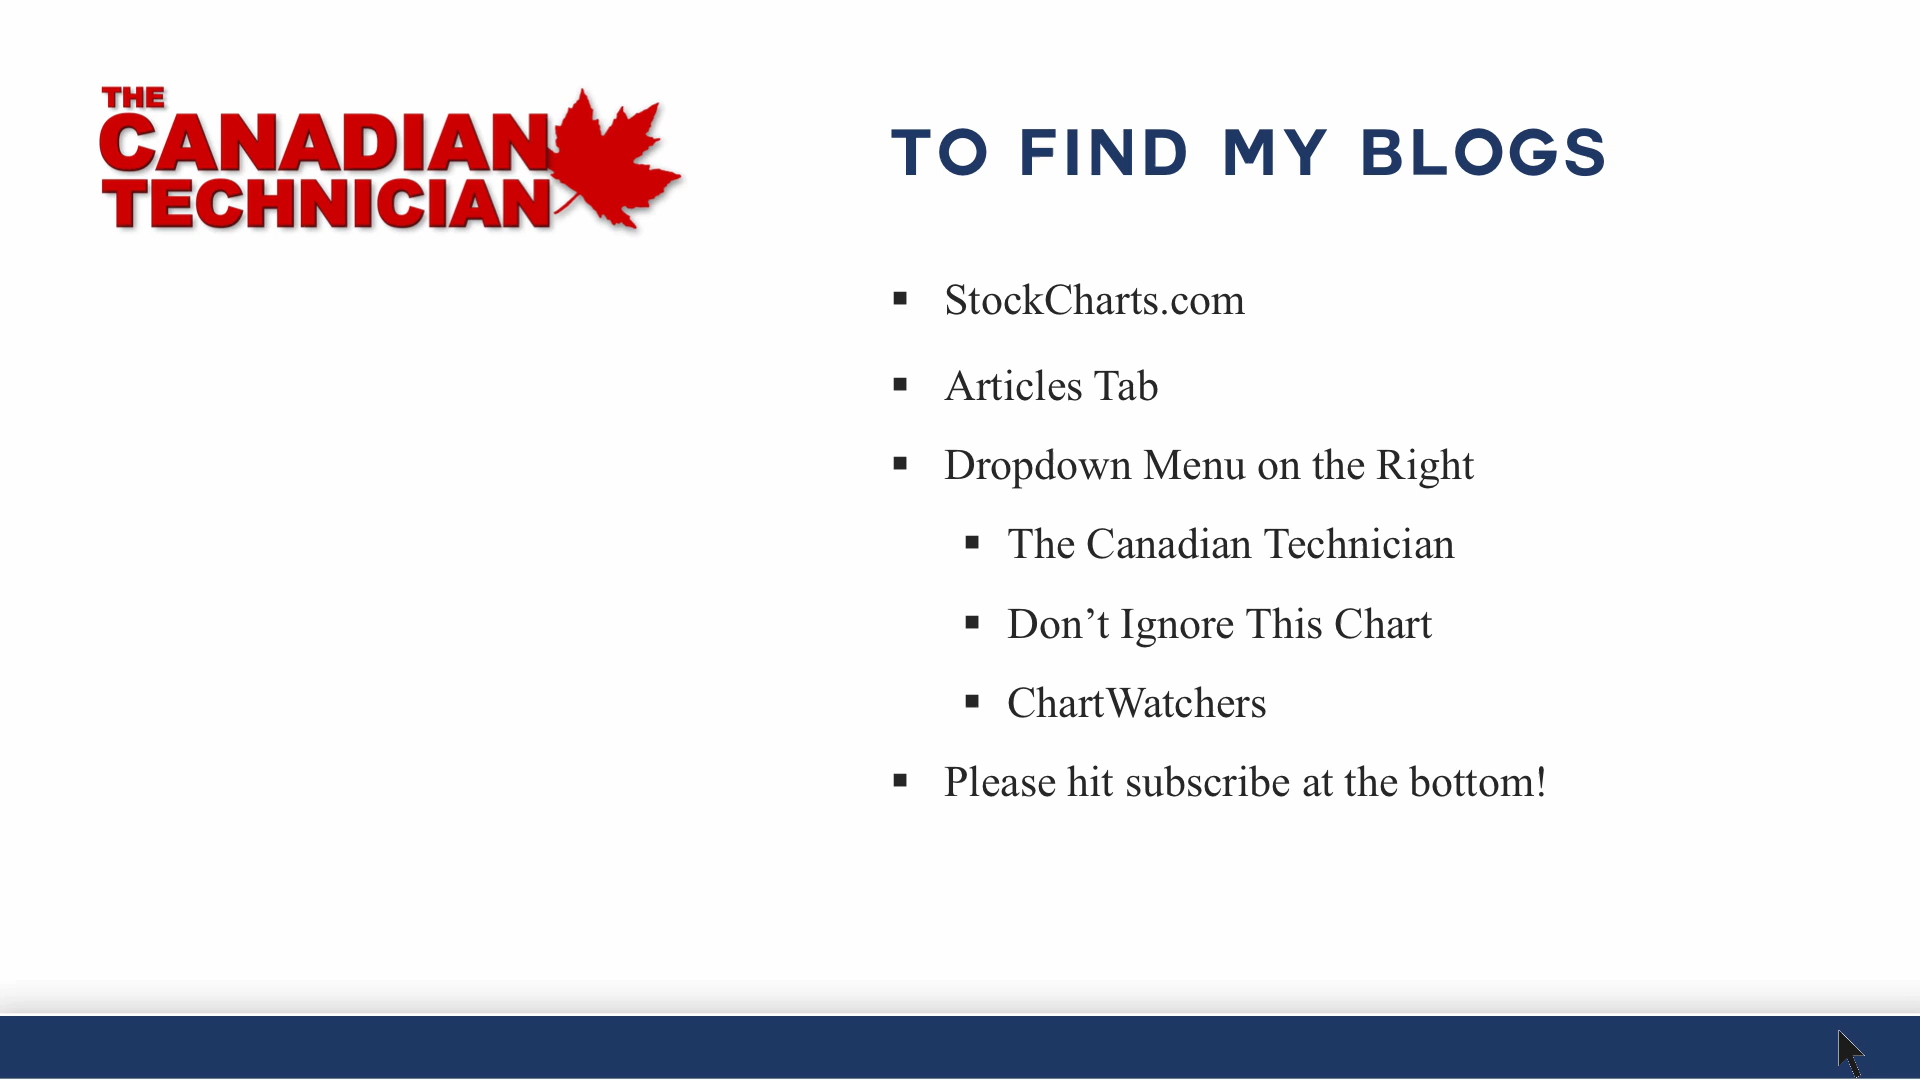 THE
CANADIAN
TECHNICIAN
TO FIND MY BLOGS
▪ StockCharts.com
▪ Articles Tab
▪ Dropdown Menu on the Right
▪ The Canadian Technician
▪ Don’t Ignore This Chart
▪ ChartWatchers
▪ Please hit subscribe at the bottom!